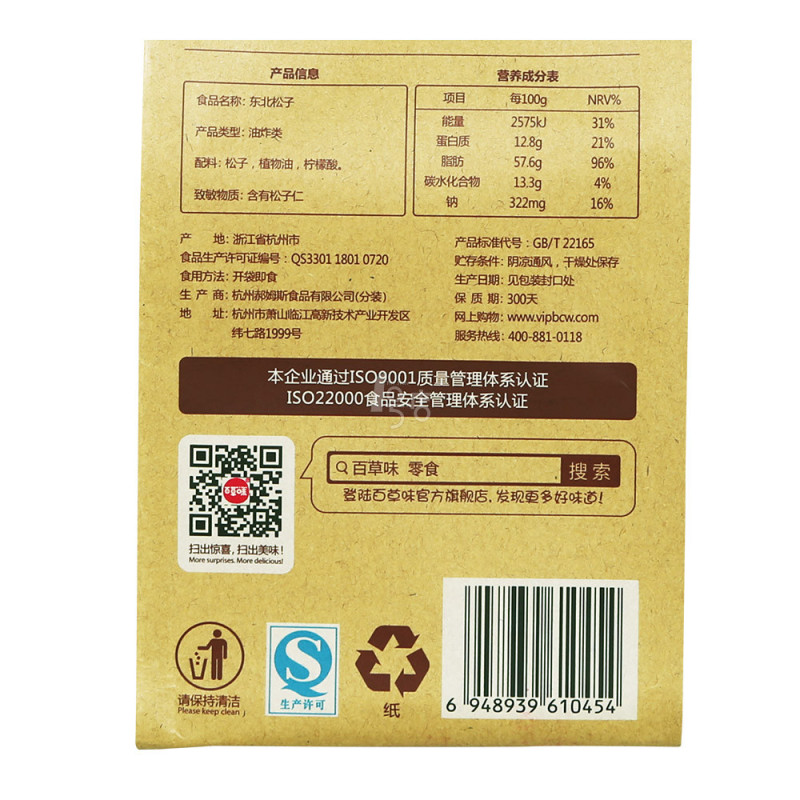 产品信息
食品名称：东北松子
产品类型：油炸类
配料：松子，植物油，柠檬酸。
致敏物质：含有松子仁
营养成分表
项目 每100g NRV%
能量 2575kJ 31%
蛋白质 12.8g 21%
脂肪 57.6g 96%
碳水化合物 13.3g 4%
钠 322mg 16%
产 地：浙江省杭州市
食品生产许可证编号：QS3301 1801 0720
食用方法：开袋即食
生 产 商：杭州郝姆斯食品有限公司(分装)
地 址：杭州市萧山临江高新技术产业开发区
纬七路1999号
产品标准代号：GB/T 22165
贮存条件：阴凉通风，干燥处保存
生产日期：见包装封口处
保 质 期：300天
网上购物：www.vipbcw.com
服务热线：400-881-0118
本企业通过ISO9001质量管理体系认证
ISO22000食品安全管理体系认证
百草味
扫出惊喜，扫出美味！
More surprises. More delicious!
百草味 零食 搜索
登陆百草味官方旗舰店，发现更多好味道！
请保持清洁
Please keep clean
生产许可
纸
6 948939 610454